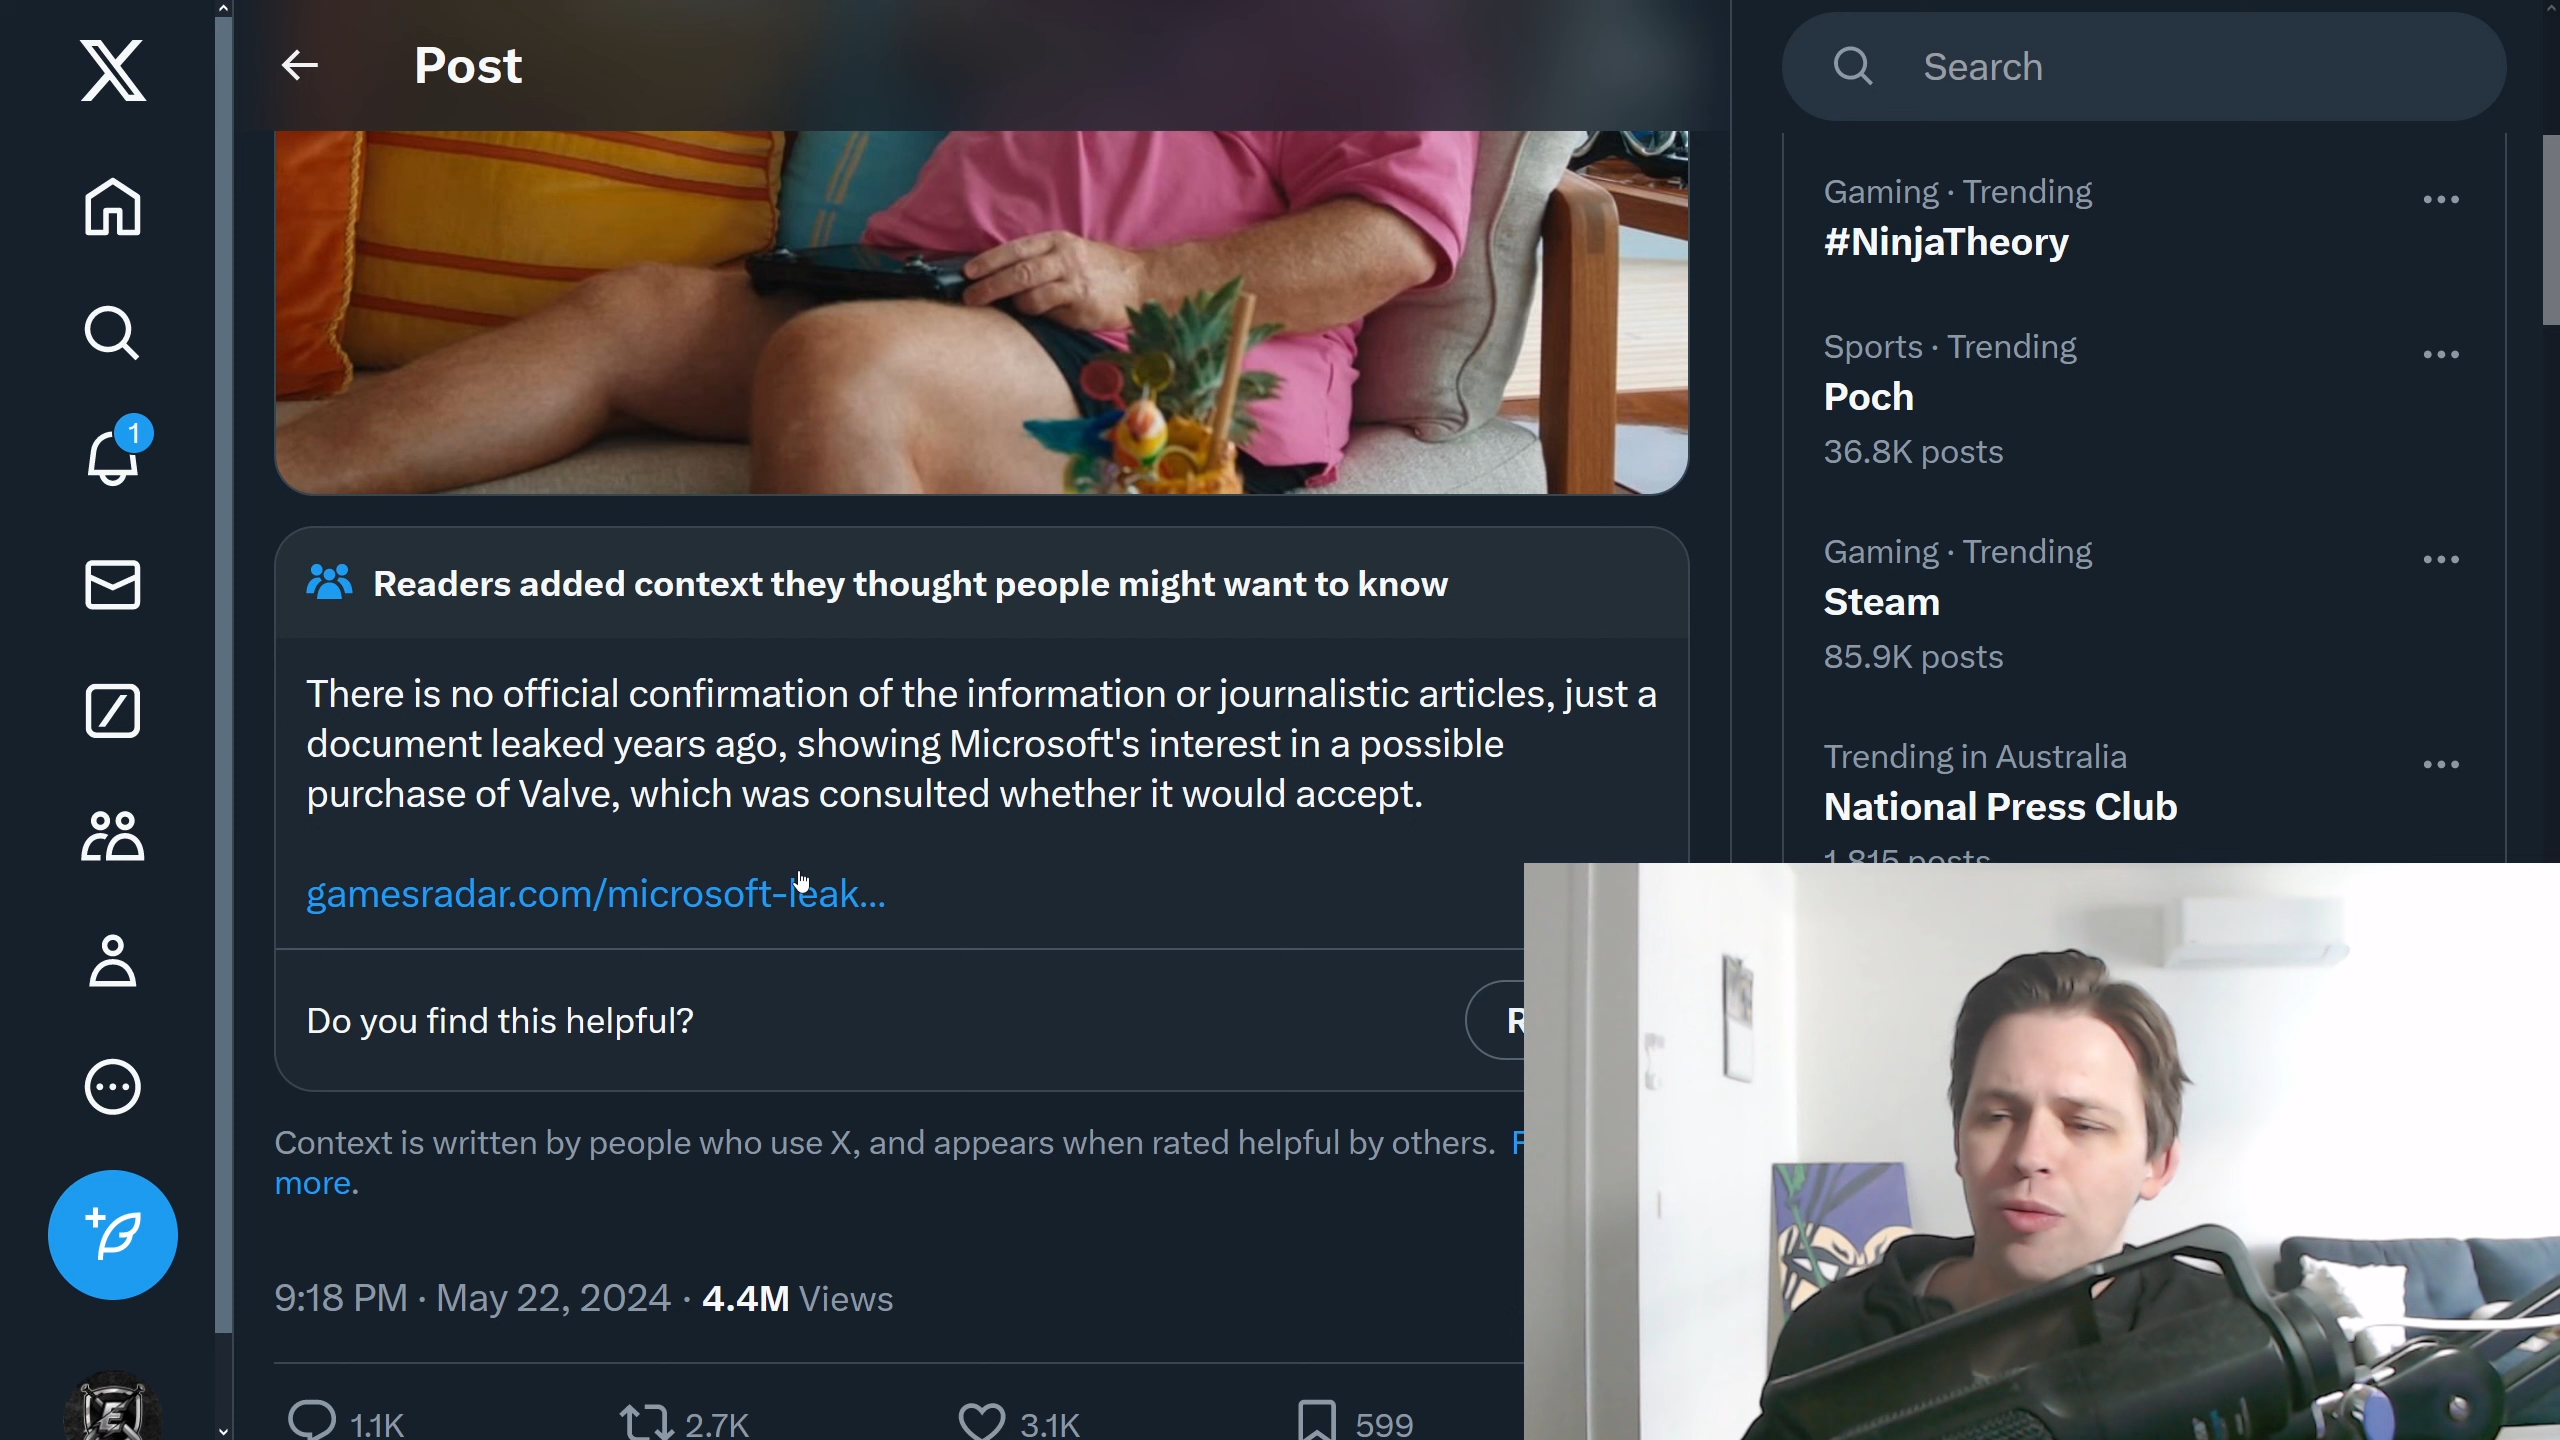 Post
Search
1
Gaming · Trending
#NinjaTheory
Sports · Trending
Poch
36.8K posts
Gaming · Trending
Steam
85.9K posts
Trending in Australia
National Press Club
1,815 posts
Readers added context they thought people might want to know
There is no official confirmation of the information or journalistic articles, just a
document leaked years ago, showing Microsoft's interest in a possible
purchase of Valve, which was consulted whether it would accept.
gamesradar.com/microsoft-leak...
Do you find this helpful?
Context is written by people who use X, and appears when rated helpful by others.
more.
9:18 PM · May 22, 2024 · 4.4M Views
1.1K
2.7K
3.1K
599